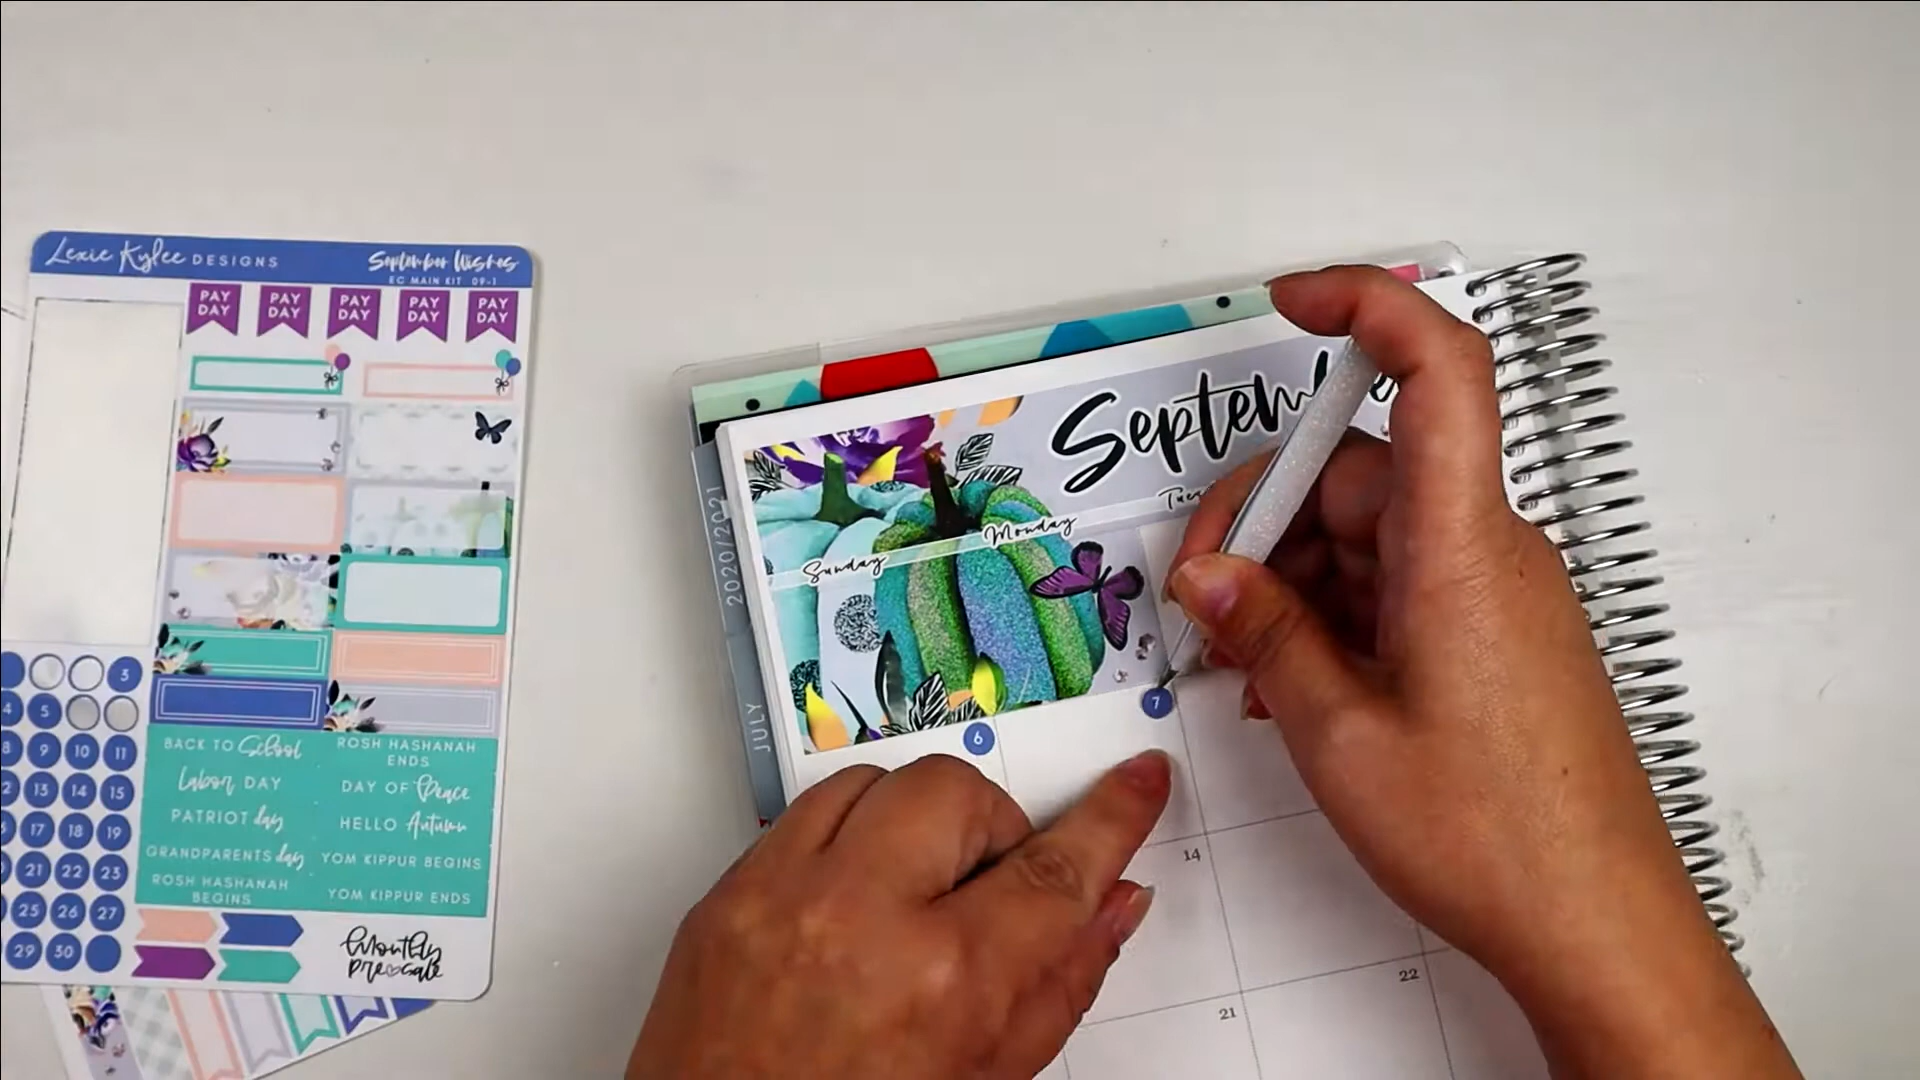 Lexie Kylee DESIGNS
September Wishes
EC MAIN KIT 09-1
PAY DAY
PAY DAY
PAY DAY
PAY DAY
PAY DAY
3
4 5
8 9 10 11
13 14 15
17 18 19
21 22 23
25 26 27
29 30
BACK TO School
Labor DAY
PATRIOT day
GRANDPARENTS day
ROSH HASHANAH
BEGINS
ROSH HASHANAH
ENDS
DAY OF Peace
HELLO Autumn
YOM KIPPUR BEGINS
YOM KIPPUR ENDS
Monthly
pre sale
2020/2021
JULY
Septem
Sunday
Monday
6
7
14
21
22